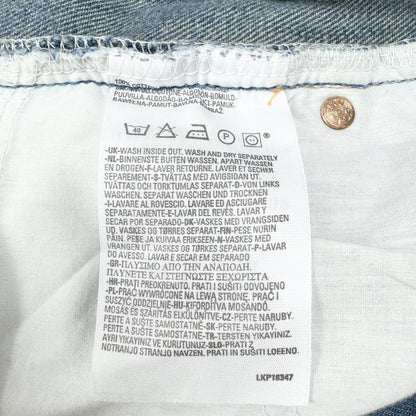 100%
PUUVILLA-ALGODÃO-
BAWEŁNA-PAMUT-BAVLNA-
40 P
-UK-WASH INSIDE OUT. WASH AND DRY SEPARATELY
-NL-BINNENSTE BUITEN WASSEN. APART WASSEN
EN DROGEN-F-LAVER RETOURNE. LAVER ET SECHER
SEPAREMENT-S-TVÄTTAS MED AVIGSIDAN UT.
TVÄTTAS OCH TORKTUMLAS SEPARAT-D-VON LINKS
WASCHEN UND TROCKNEN SEPARAT WASCHEN
WASCHEN UND TROCKNEN
-I-LAVARE AL ROVESCIO. LAVARE ED ASCIUGARE
SEPARATAMENTE-E-LAVAR DEL REVÉS. LAVAR Y SECAR
POR SEPARADO-DK-VASKES MED VRANGSIDEN
UD. VASKES OG TØRRES SEPARAT-FIN-PESE NURIN
PÄIN. PESE JA KUIVAA ERIKSEEN-N-VASKES MED
VRANGEN UT. VASKES OG TØRKES SEPARAT-P-LAVAR
DO AVESSO. LAVAR E SECAR EM SEPARADO
-GR-ΠΛΥΣΙΜΟ ΑΠΟ ΤΗΝ ΑΝΑΠΟΔΗ.
ΠΛΥΝΕΤΕ ΚΑΙ ΣΤΕΓΝΩΣΤΕ ΞΕΧΩΡΙΣΤΑ
-HR-PRATI PREOKRENUTO. PRATI I SUŠITI ODVOJENO
-PL-PRAĆ WYWRÓCONE NA LEWĄ STRONĘ. PRAĆ I
SUSZYĆ ODDZIELNIE-HU-KIFORDÍTVA MOSANDÓ/
MOSÁS ÉS SZÁRÍTÁS ELKÜLÖNÍTVE-CZ-PERTE NARUBY.
PERTE A SUŠTE SAMOSTATNĚ-SK-PERTE NARUBY.
PERTE A SUŠTE SAMOSTATNE-TR-TERSTEN YIKAYINIZ.
AYRI YIKAYINIZ VE KURUTUNUZ-SLO-PRATI Z
NOTRANJO STRANJO NAVZEN. PRATI IN SUŠITI LOČENO.
LKP16347